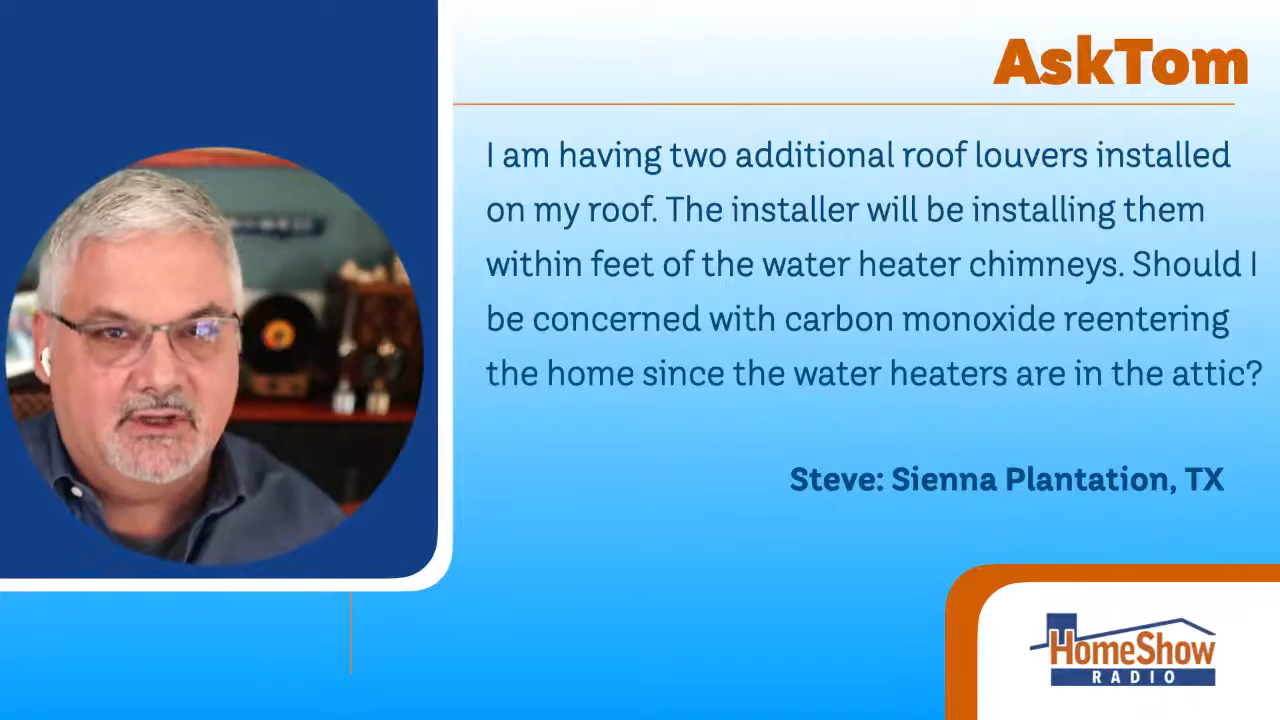 AskTom
I am having two additional roof louvers installed
on my roof. The installer will be installing them
within feet of the water heater chimneys. Should I
be concerned with carbon monoxide reentering
the home since the water heaters are in the attic?
Steve: Sienna Plantation, TX
HomeShow
RADIO